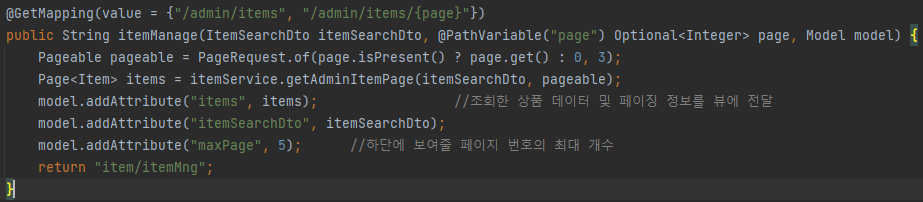 @GetMapping(value = {"/admin/items", "/admin/items/{page}"})
public String itemManage(ItemSearchDto itemSearchDto, @PathVariable("page") Optional<Integer> page, Model model) {
Pageable pageable = PageRequest.of(page.isPresent() ? page.get() : 0, 3);
Page<Item> items = itemService.getAdminItemPage(itemSearchDto, pageable);
model.addAttribute("items", items); //조회한 상품 데이터 및 페이징 정보를 뷰에 전달
model.addAttribute("itemSearchDto", itemSearchDto);
model.addAttribute("maxPage", 5); //하단에 보여줄 페이지 번호의 최대 개수
return "item/itemMng";
}